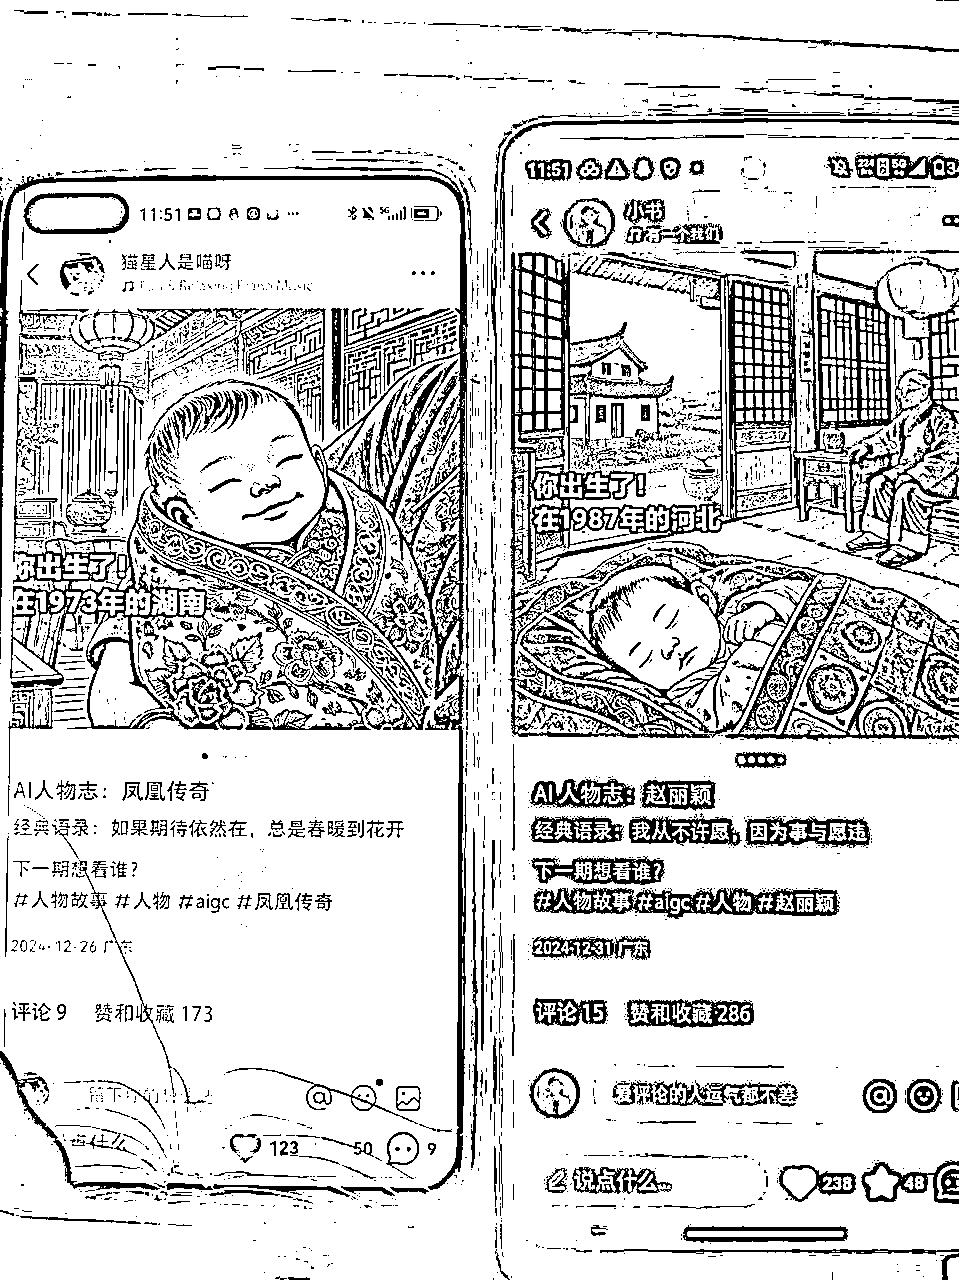 11:51
猫星人是喵呀
你出生了!
在1973年的湖南
AI人物志：凤凰传奇
经典语录：如果期待依然在，总是春暖到花开
下一期想看谁?
#人物故事 #人物 #aigc #凤凰传奇
2024-12-26 广东
评论 9 赞和收藏 173
123 50 9
11:51
小书
有一个我们
你出生了!
在1987年的河北
AI人物志：赵丽颖
经典语录：我从不许愿，因为事与愿违
下一期想看谁?
#人物故事 #aigc #人物 #赵丽颖
2024-12-31 广东
评论 15 赞和收藏 286
爱评论的人运气都不差
说点什么...
238 48